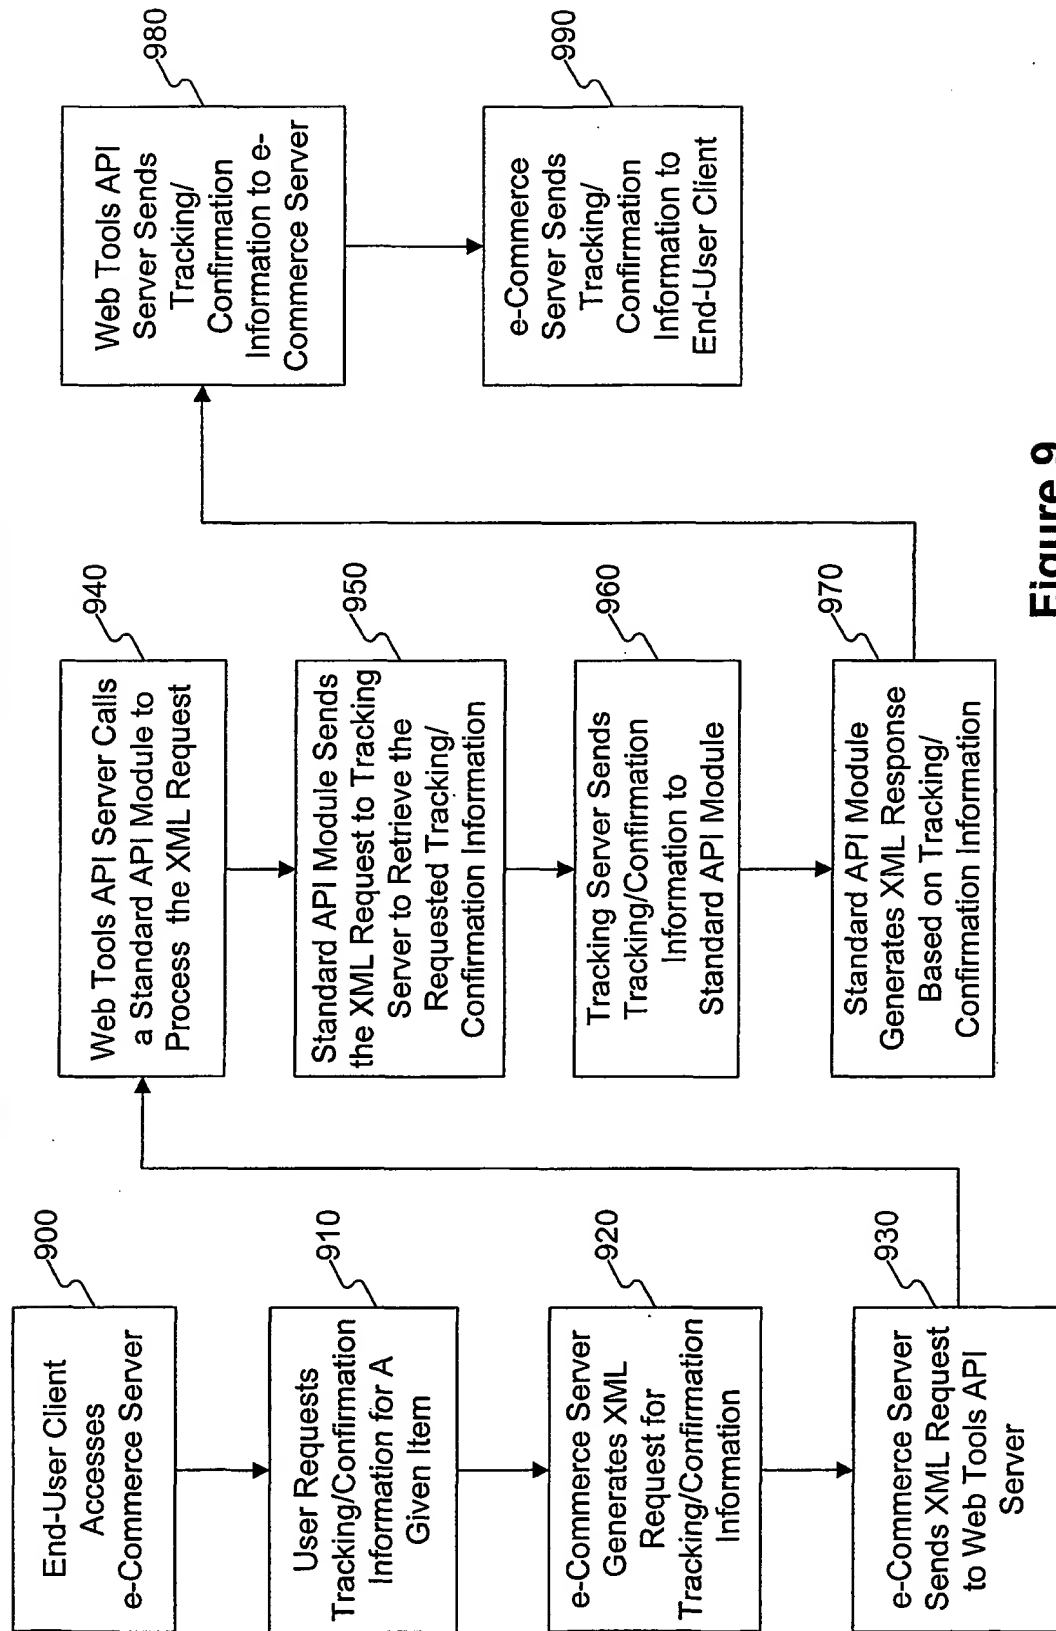 End-User Client
Accesses
e-Commerce Server
900
User Requests
Tracking/Confirmation
Information for A
Given Item
910
e-Commerce Server
Generates XML
Request for
Tracking/Confirmation
Information
920
e-Commerce Server
Sends XML Request
to Web Tools API
Server
930
Web Tools API Server Calls
a Standard API Module to
Process the XML Request
940
Standard API Module Sends
the XML Request to Tracking
Server to Retrieve the
Requested Tracking/
Confirmation Information
950
Tracking Server Sends
Tracking/Confirmation
Information to
Standard API Module
960
Standard API Module
Generates XML Response
Based on Tracking/
Confirmation Information
970
Web Tools API
Server Sends
Tracking/
Confirmation
Information to e-
Commerce Server
980
e-Commerce
Server Sends
Tracking/
Confirmation
Information to
End-User Client
990
Figure 9